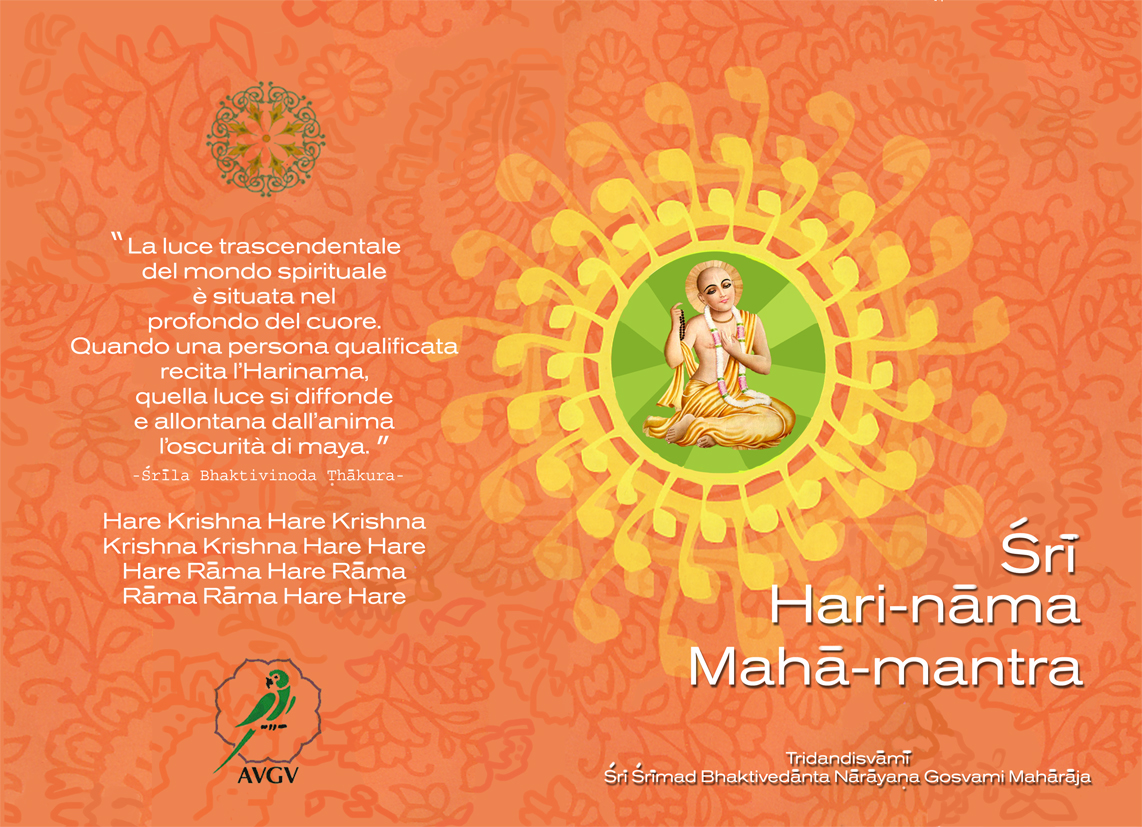 “ La luce trascendentale
del mondo spirituale
è situata nel
profondo del cuore.
Quando una persona qualificata
recita l’Harinama,
quella luce si diffonde
e allontana dall’anima
l’oscurità di maya. ”
-Śrīla Bhaktivinoda Ṭhākura-
Hare Krishna Hare Krishna
Krishna Krishna Hare Hare
Hare Rāma Hare Rāma
Rāma Rāma Hare Hare
AVGV
Śrī
Hari-nāma
Mahā-mantra
Tridandisvāmī
Śrī Śrīmad Bhaktivedānta Nārāyaṇa Gosvami Mahārāja